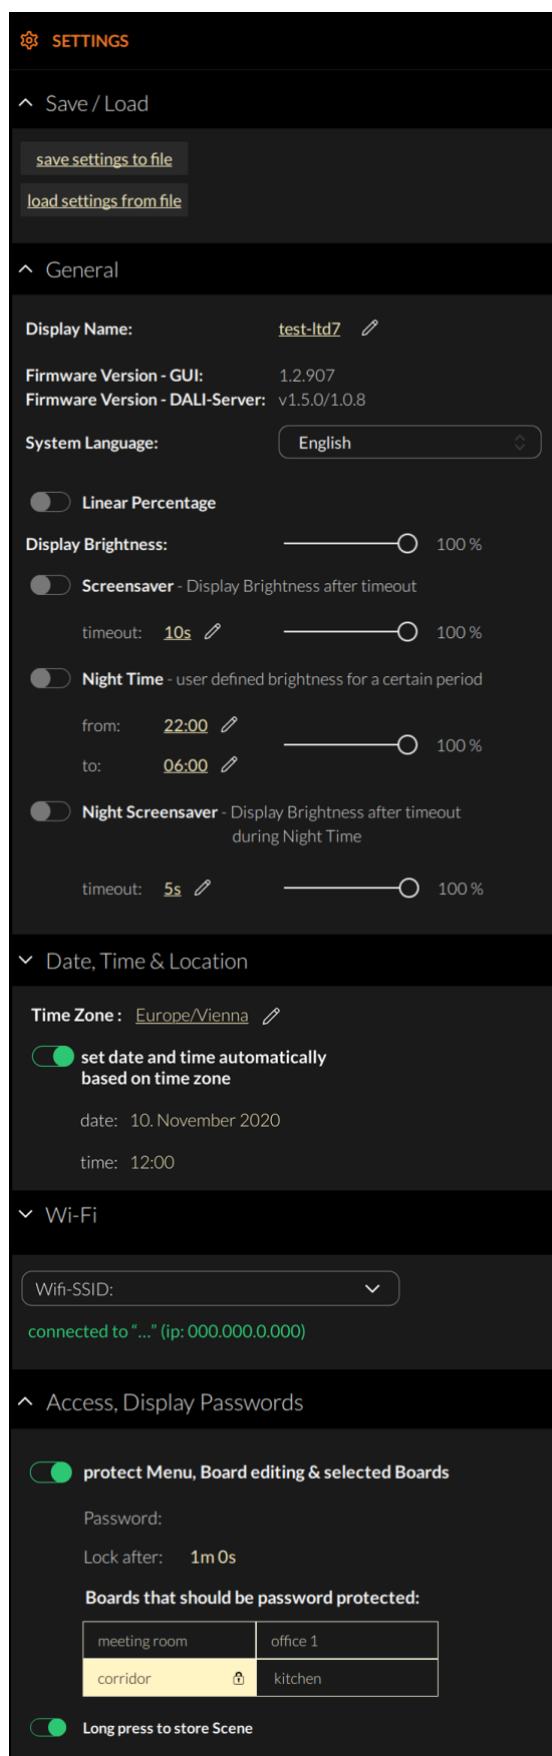 SETTINGS
Save / Load
save settings to file
load settings from file
General
Display Name: test-ltd7
Firmware Version - GUI: 1.2.907
Firmware Version - DALI-Server: v1.5.0/1.0.8
System Language: English
Linear Percentage
Display Brightness: 100 %
Screensaver - Display Brightness after timeout
timeout: 10s 100 %
Night Time - user defined brightness for a certain period
from: 22:00
100 %
to: 06:00
Night Screensaver - Display Brightness after timeout
during Night Time
timeout: 5s 100 %
Date, Time & Location
Time Zone : Europe/Vienna
set date and time automatically
based on time zone
date: 10. November 2020
time: 12:00
Wi-Fi
Wifi-SSID:
connected to “...” (ip: 000.000.0.000)
Access, Display Passwords
protect Menu, Board editing & selected Boards
Password:
Lock after: 1m 0s
Boards that should be password protected:
meeting room office 1
corridor kitchen
Long press to store Scene